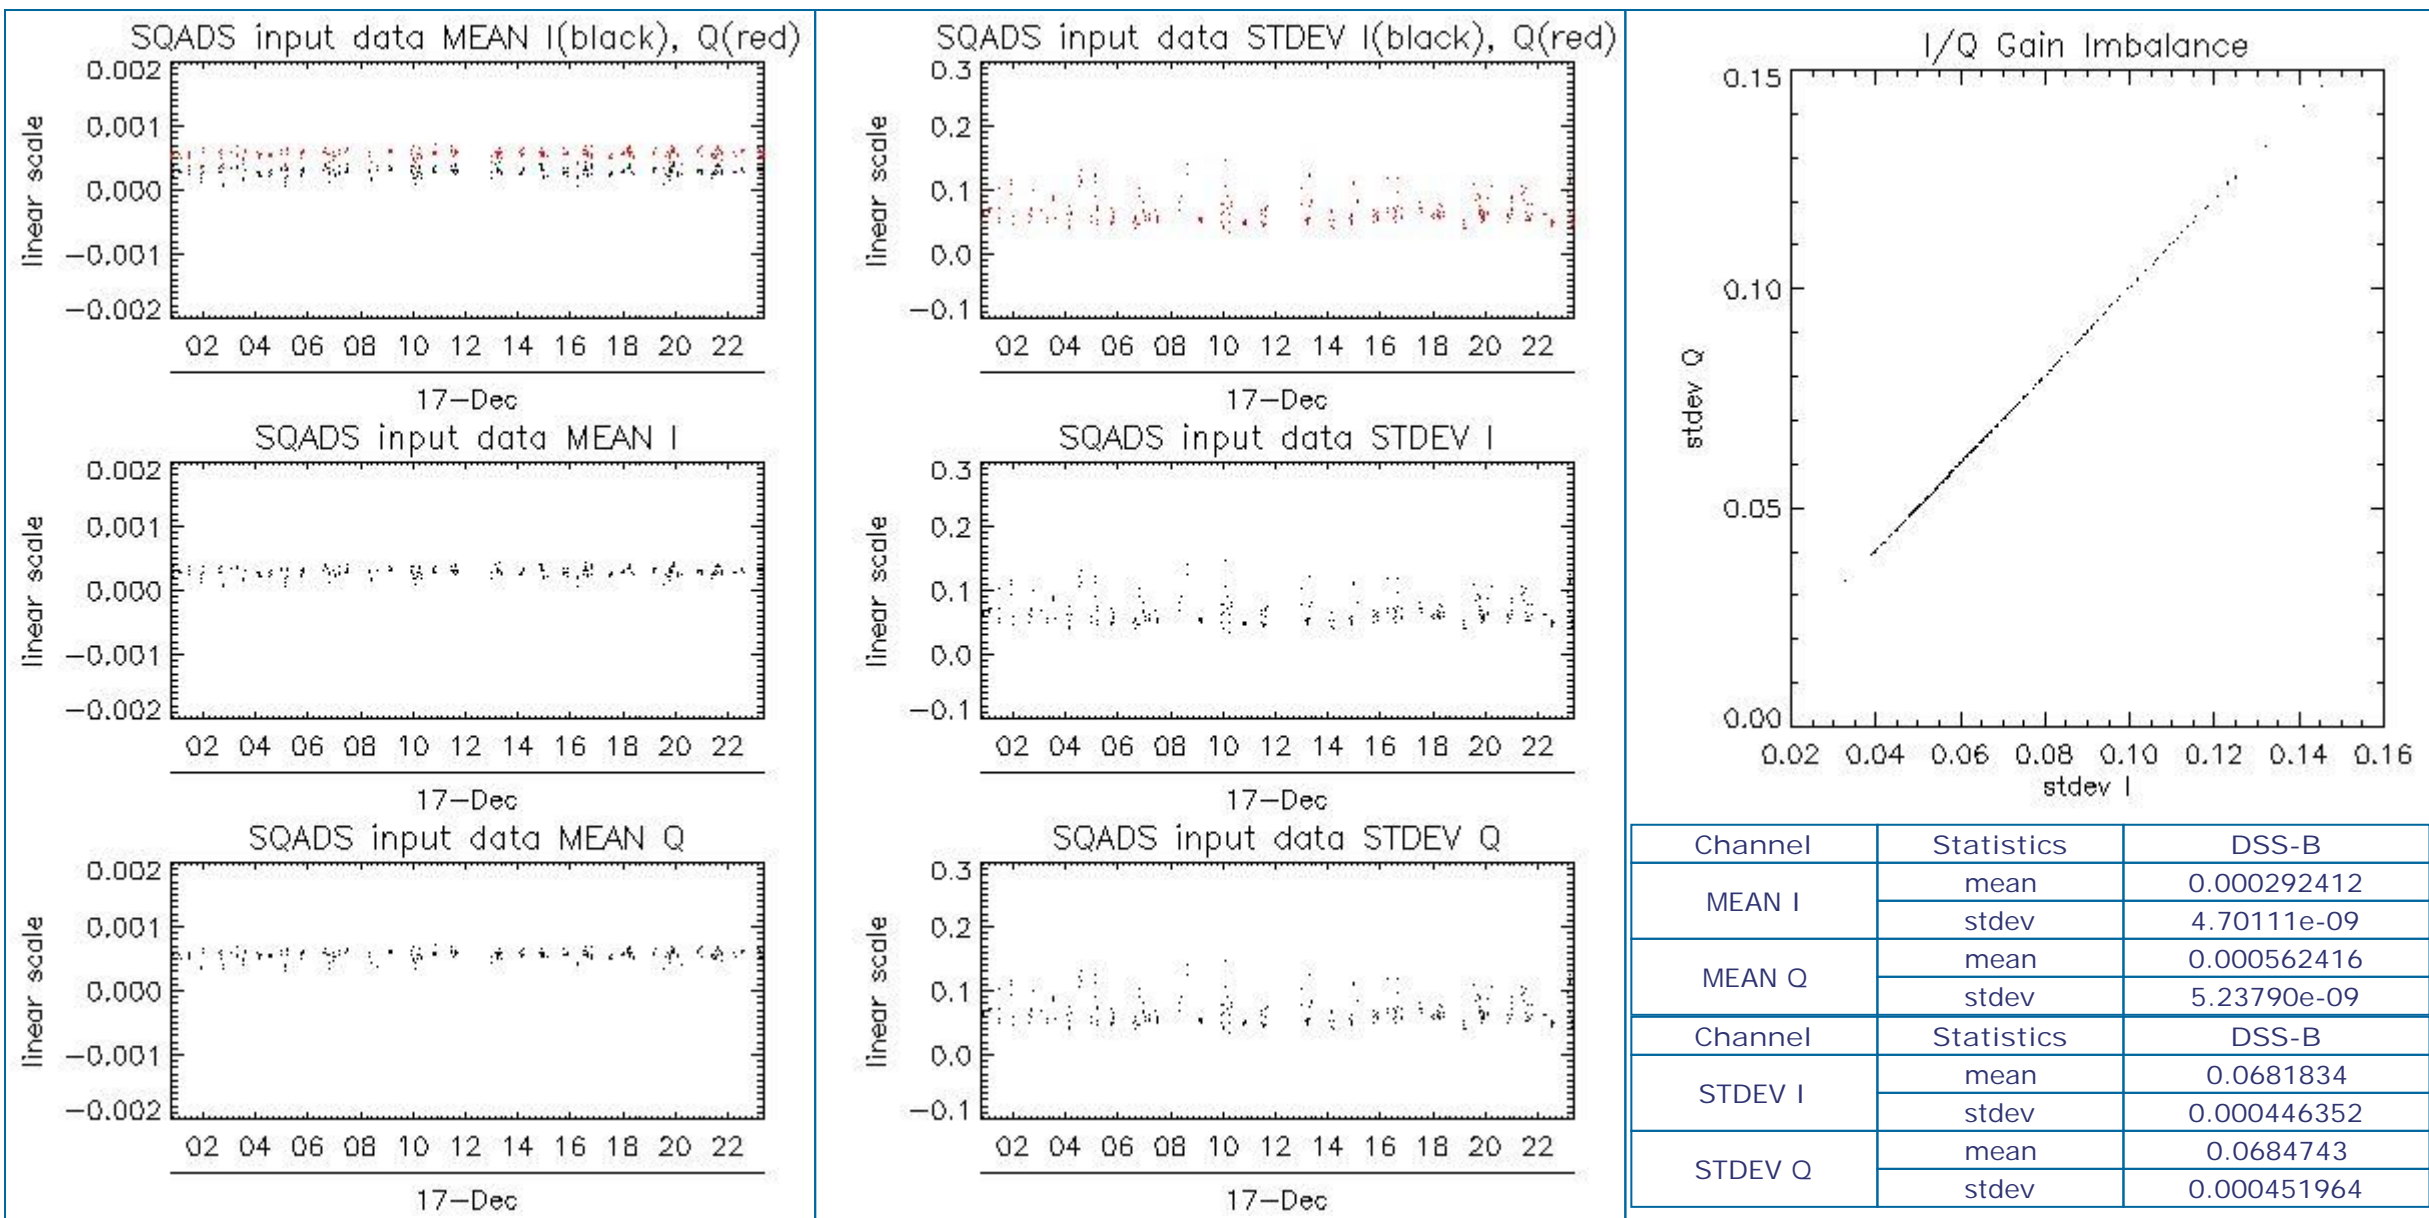 SQADS input data MEAN I(black), Q(red)
0.002
0.001
0.000
−0.001
−0.002
linear scale
02 04 06 08 10 12 14 16 18 20 22
17−Dec
SQADS input data MEAN I
0.002
0.001
0.000
−0.001
−0.002
linear scale
02 04 06 08 10 12 14 16 18 20 22
17−Dec
SQADS input data MEAN Q
0.002
0.001
0.000
−0.001
−0.002
linear scale
02 04 06 08 10 12 14 16 18 20 22
17−Dec
SQADS input data STDEV I(black), Q(red)
0.3
0.2
0.1
0.0
−0.1
linear scale
02 04 06 08 10 12 14 16 18 20 22
17−Dec
SQADS input data STDEV I
0.3
0.2
0.1
0.0
−0.1
linear scale
02 04 06 08 10 12 14 16 18 20 22
17−Dec
SQADS input data STDEV Q
0.3
0.2
0.1
0.0
−0.1
linear scale
02 04 06 08 10 12 14 16 18 20 22
17−Dec
I/Q Gain Imbalance
0.15
0.10
0.05
0.00
stdev Q
0.02 0.04 0.06 0.08 0.10 0.12 0.14 0.16
stdev I
Channel Statistics DSS-B
MEAN I mean 0.000292412
stdev 4.70111e-09
MEAN Q mean 0.000562416
stdev 5.23790e-09
Channel Statistics DSS-B
STDEV I mean 0.0681834
stdev 0.000446352
STDEV Q mean 0.0684743
stdev 0.000451964